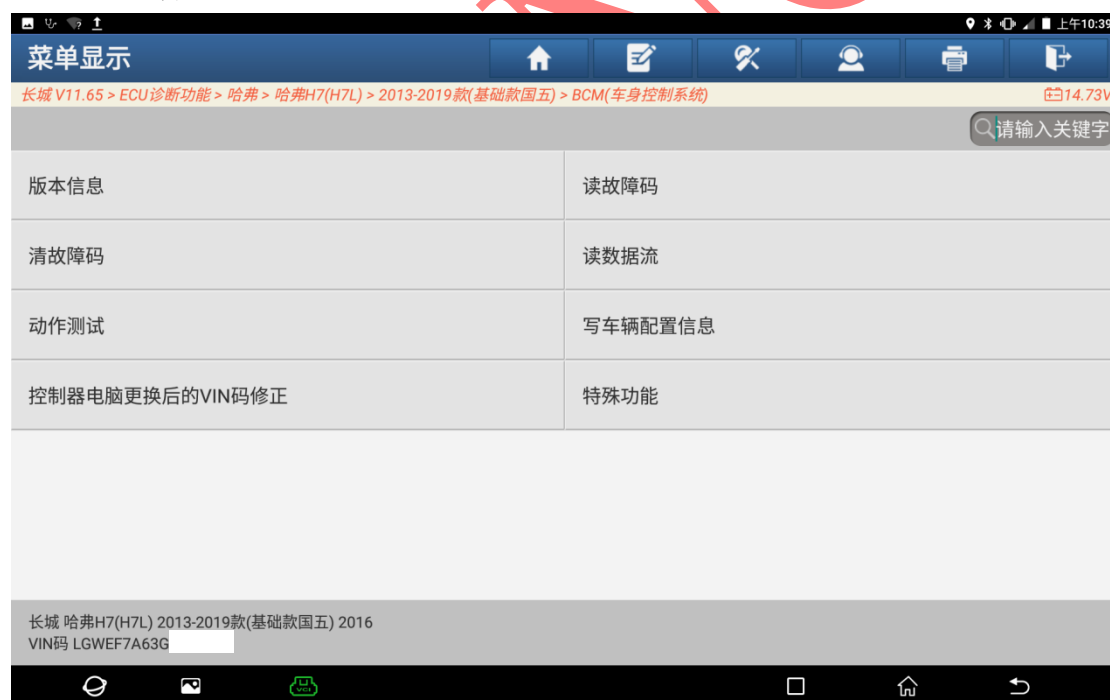 上午10:39
菜单显示
长城 V11.65 > ECU诊断功能 > 哈弗 > 哈弗H7(H7L) > 2013-2019款(基础款国五) > BCM(车身控制系统)
14.73V
请输入关键字
版本信息
读故障码
清故障码
读数据流
动作测试
写车辆配置信息
控制器电脑更换后的VIN码修正
特殊功能
长城 哈弗H7(H7L) 2013-2019款(基础款国五) 2016
VIN码 LGWEF7A63G
VCI